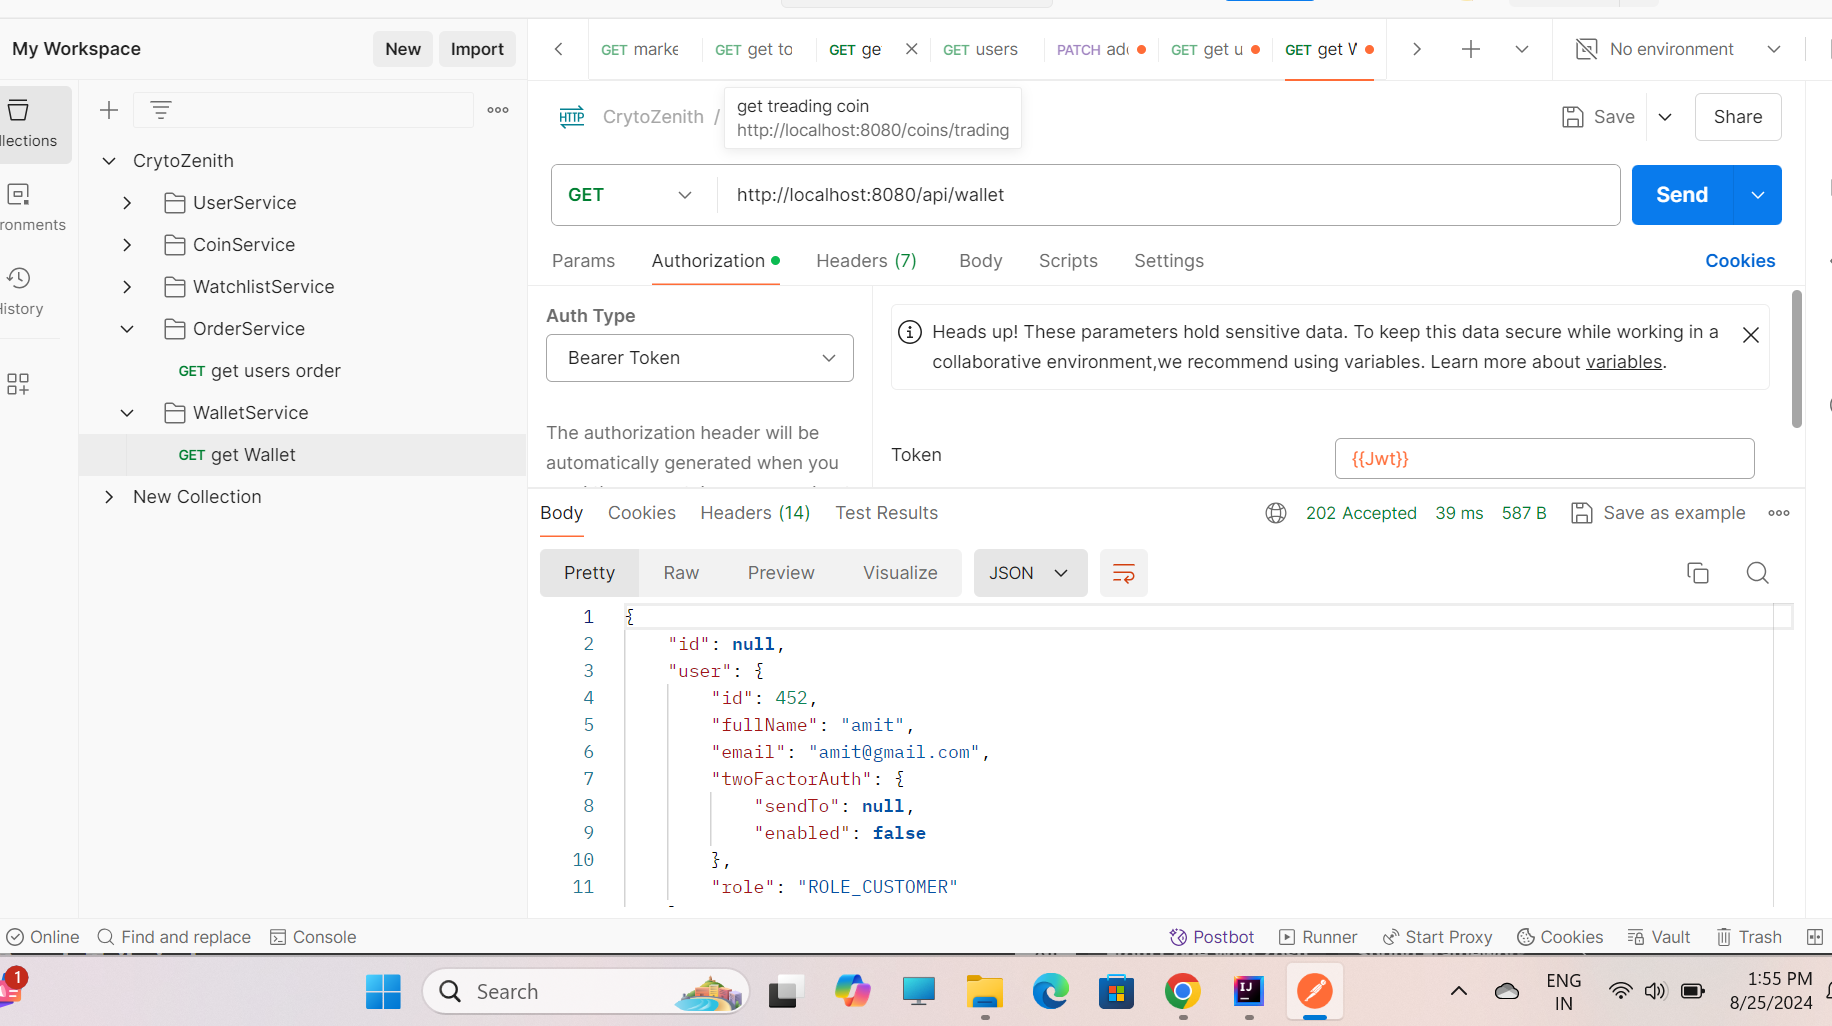 My Workspace
New
Import
GET marke
GET get to
GET ge
GET users
PATCH adc
GET get u
GET get W
No environment
llections
ronments
History
get treading coin
http://localhost:8080/coins/trading
HTTP
CrytoZenith /
Save
Share
CrytoZenith
UserService
CoinService
WatchlistService
OrderService
GET get users order
WalletService
GET get Wallet
New Collection
GET
http://localhost:8080/api/wallet
Send
Params
Authorization
Headers (7)
Body
Scripts
Settings
Cookies
Auth Type
Bearer Token
The authorization header will be
automatically generated when you
Heads up! These parameters hold sensitive data. To keep this data secure while working in a
collaborative environment,we recommend using variables. Learn more about variables.
Token
{{Jwt}}
Body
Cookies
Headers (14)
Test Results
202 Accepted
39 ms
587 B
Save as example
Pretty
Raw
Preview
Visualize
JSON
1 {
2 "id": null,
3 "user": {
4 "id": 452,
5 "fullName": "amit",
6 "email": "amit@gmail.com",
7 "twoFactorAuth": {
8 "sendTo": null,
9 "enabled": false
10 },
11 "role": "ROLE_CUSTOMER"
Online
Find and replace
Console
Postbot
Runner
Start Proxy
Cookies
Vault
Trash
1
Search
IJ
ENG
IN
1:55 PM
8/25/2024